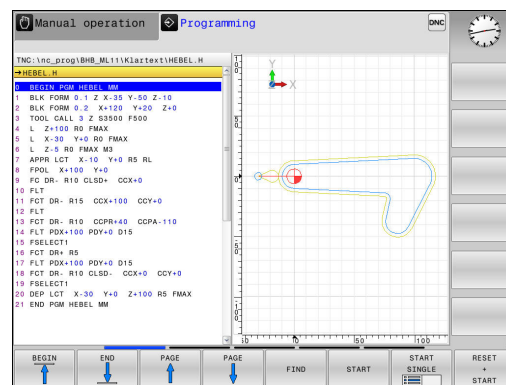 Manual operation
Programming
DNC
TNC:\nc_prog\BHB_ML11\Klartext\HEBEL.H
→HEBEL.H
0 BEGIN PGM HEBEL MM
1 BLK FORM 0.1 Z X-35 Y-50 Z-10
2 BLK FORM 0.2 X+120 Y+20 Z+0
3 TOOL CALL 3 Z S3500 F500
4 L Z+100 R0 FMAX
5 L X-30 Y+0 R0 FMAX
6 L Z-5 R0 FMAX M3
7 APPR LCT X-10 Y+0 R5 RL
8 FPOL X+100 Y+0
9 FC DR- R10 CLSD+ CCX+0
10 FLT
11 FCT DR- R15 CCX+100 CCY+0
12 FLT
13 FCT DR- R10 CCPR+40 CCPA-110
14 FLT PDX+100 PDY+0 D15
15 FSELECT1
16 FCT DR+ R5
17 FLT PDX+100 PDY+0 D15
18 FCT DR- R10 CLSD- CCX+0 CCY+0
19 FSELECT1
20 DEP LCT X-30 Y+0 Z+100 R5 FMAX
21 END PGM HEBEL MM
Y
X
0
50
100
BEGIN
END
PAGE
PAGE
FIND
START
START
SINGLE
RESET
+
START